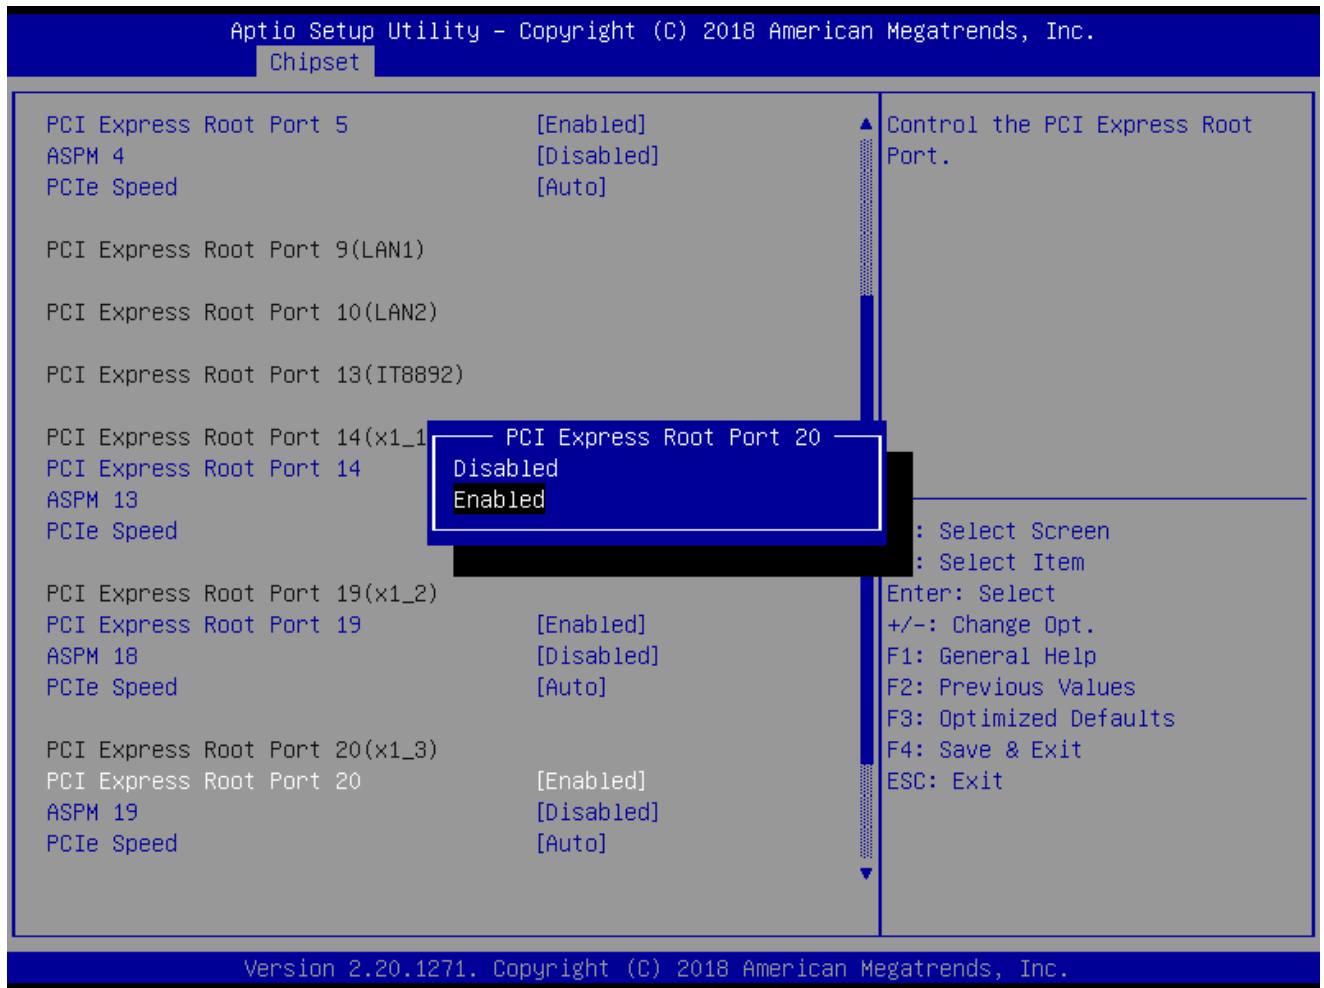 Aptio Setup Utility – Copyright (C) 2018 American Megatrends, Inc.
Chipset
PCI Express Root Port 5 [Enabled]
ASPM 4 [Disabled]
PCIe Speed [Auto]
PCI Express Root Port 9(LAN1)
PCI Express Root Port 10(LAN2)
PCI Express Root Port 13(IT8892)
PCI Express Root Port 14(x1_1
PCI Express Root Port 14
ASPM 13
PCIe Speed
PCI Express Root Port 19(x1_2)
PCI Express Root Port 19 [Enabled]
ASPM 18 [Disabled]
PCIe Speed [Auto]
PCI Express Root Port 20(x1_3)
PCI Express Root Port 20 [Enabled]
ASPM 19 [Disabled]
PCIe Speed [Auto]
PCI Express Root Port 20
Disabled
Enabled
Control the PCI Express Root
Port.
: Select Screen
: Select Item
Enter: Select
+/-: Change Opt.
F1: General Help
F2: Previous Values
F3: Optimized Defaults
F4: Save & Exit
ESC: Exit
Version 2.20.1271. Copyright (C) 2018 American Megatrends, Inc.